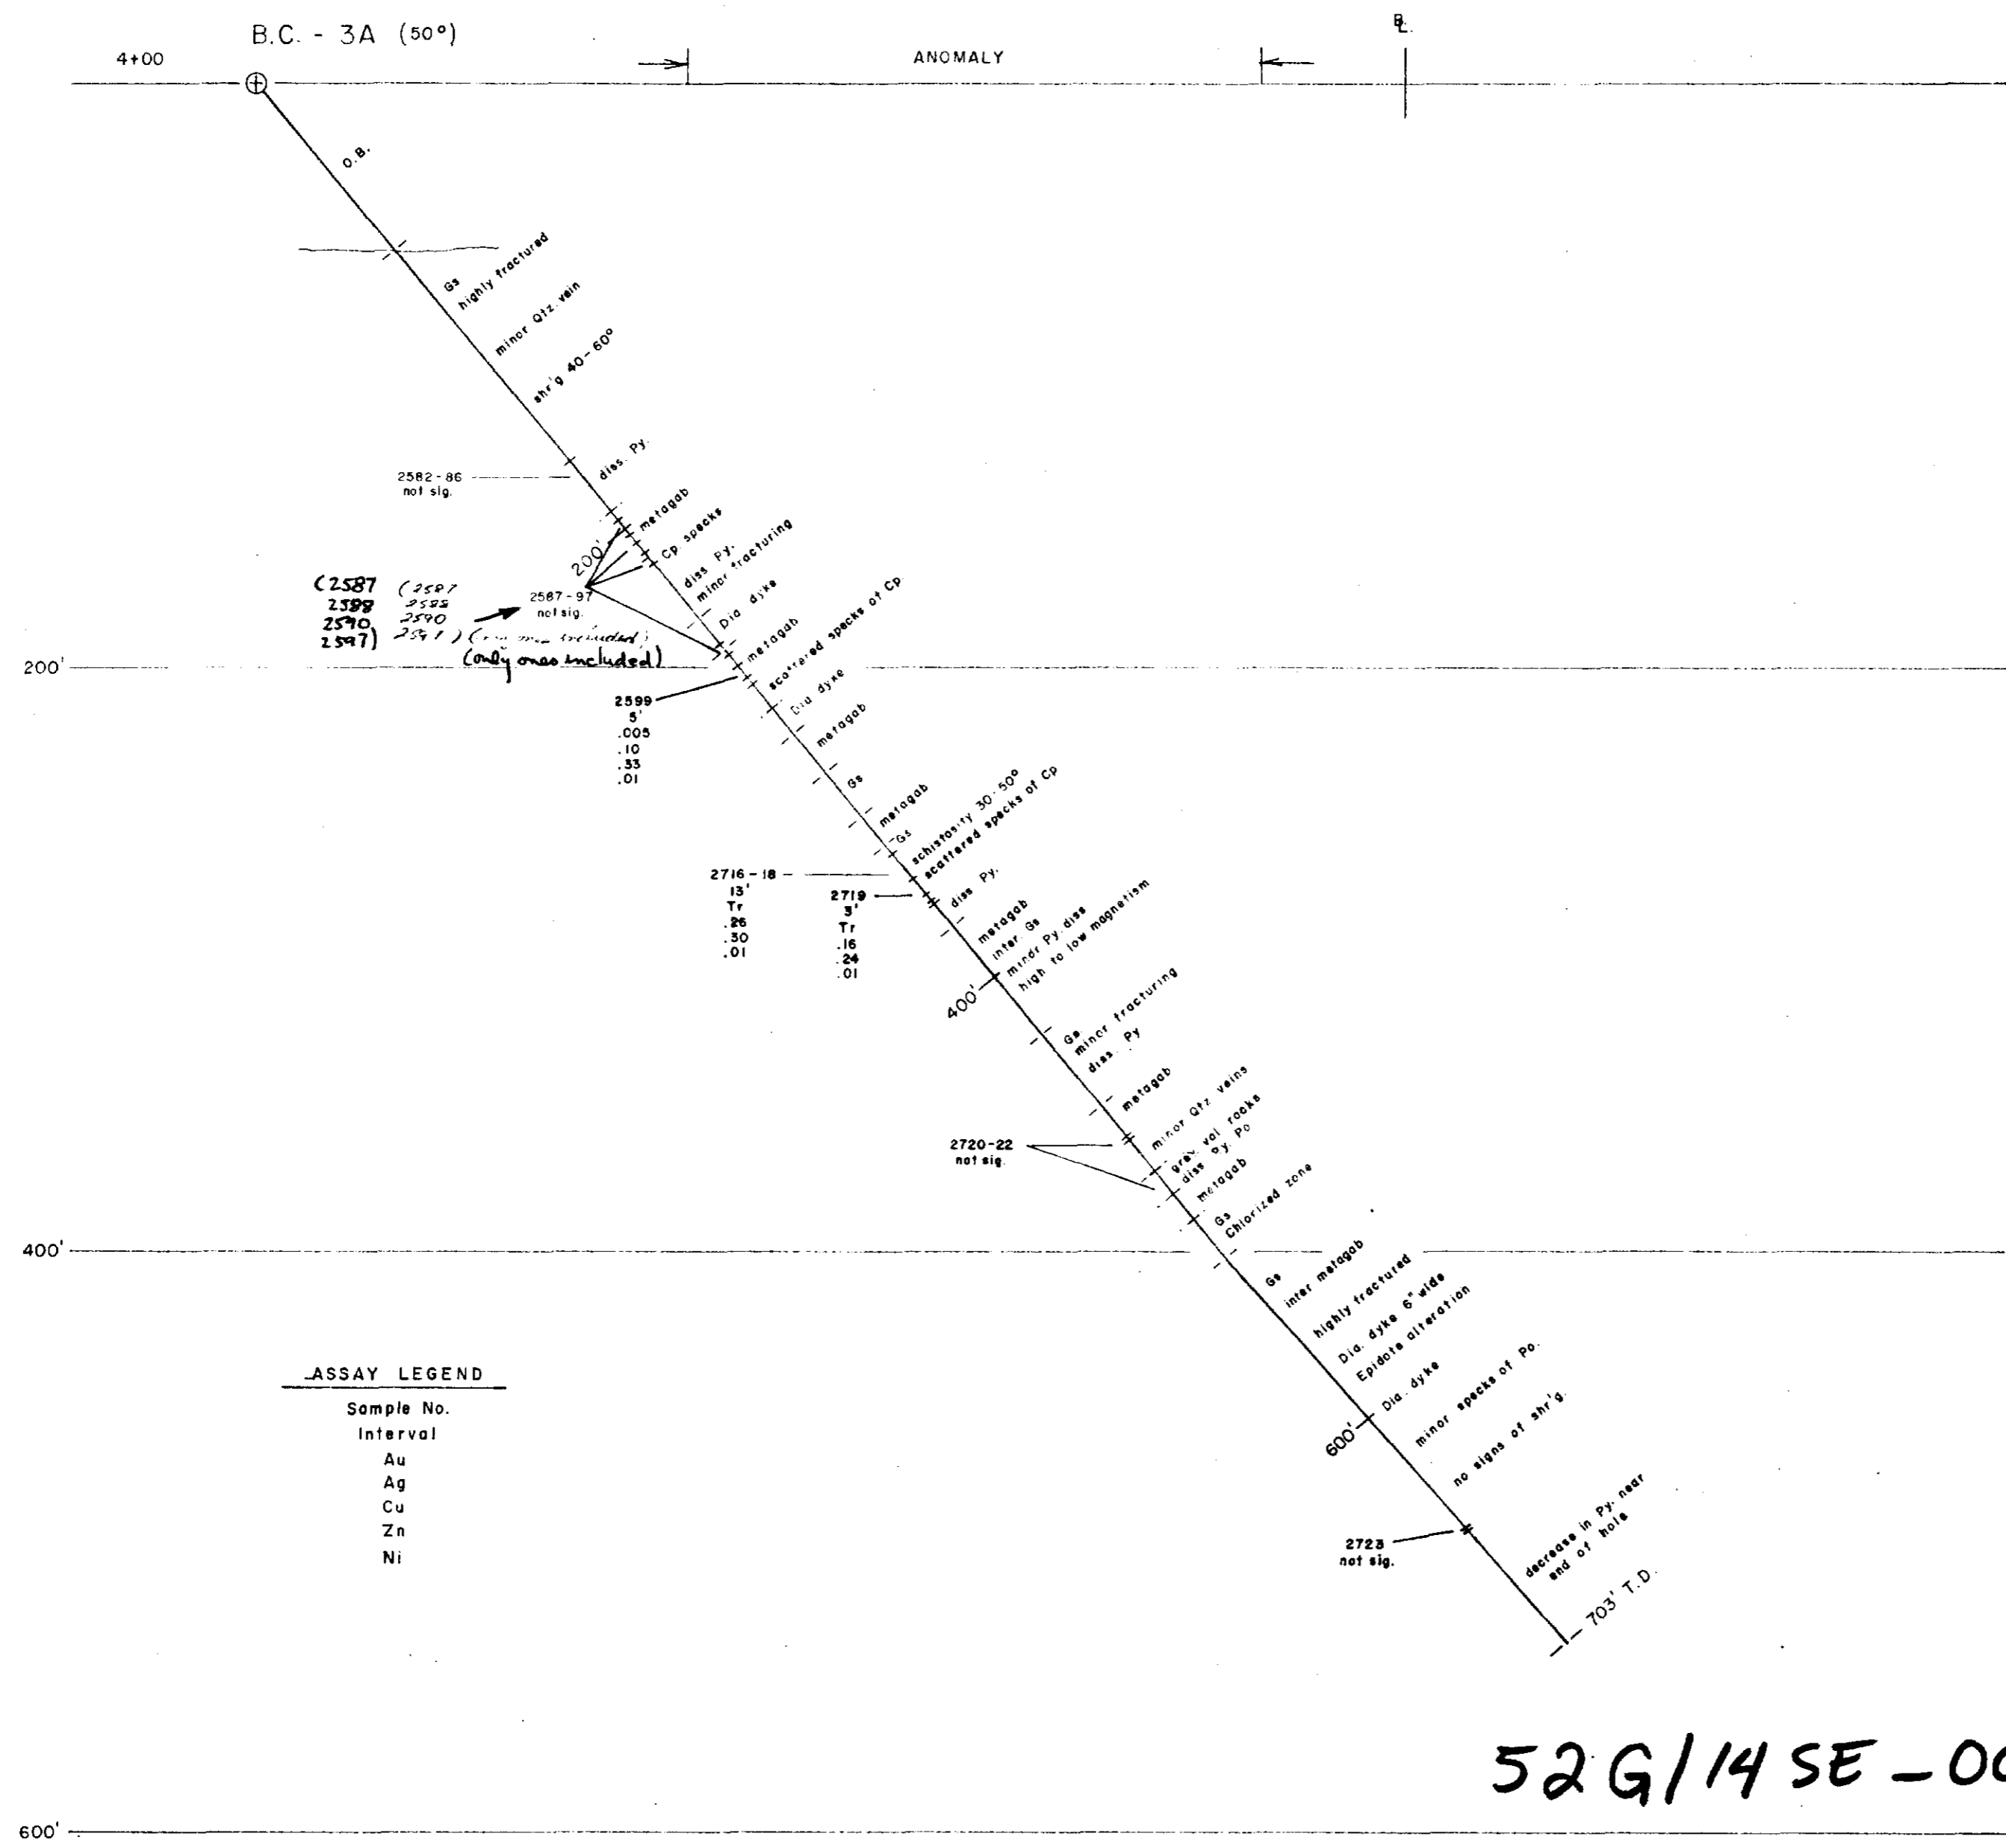 B.C. - 3A (50°)
4+00
ANOMALY
B.L.
O.B.
Gs
highly fractured
minor Qtz. vein
shr'g 40-60°
diss. Py.
2582-86
not sig.
metagab
Cp. specks
200'
diss Py.
minor fracturing
(2587
2588
2590
2597)
(2587
2588
2590
2597)
2587-97
not sig.
(only ones included)
Dia dyke
metagab
scattered specks of Cp
200'
2599
5'
.005
.10
.33
.01
Dia dyke
metagab
Gs
metagab
Gs
schistosity 30-50°
scattered specks of Cp
2716-18
13'
Tr
.26
.30
.01
2719
3'
Tr
.16
.24
.01
diss Py.
metagab
inter. Gs
minor Py. diss
high to low magnetism
400'
Gs.
minor fracturing
diss. Py
metagab
2720-22
not sig.
minor Qtz veins
grey vol rocks
diss Py. Po
metagab
Gs
Chlorized zone
400'
Gs
inter metagab
highly fractured
Dia. dyke 6" wide
Epidote alteration
Dia. dyke
600'
minor specks of Po.
no signs of shr'g.
2723
not sig.
decrease in Py. near
end of hole
703' T.D.
ASSAY LEGEND
Sample No.
Interval
Au
Ag
Cu
Zn
Ni
52G/14SE-00
600'